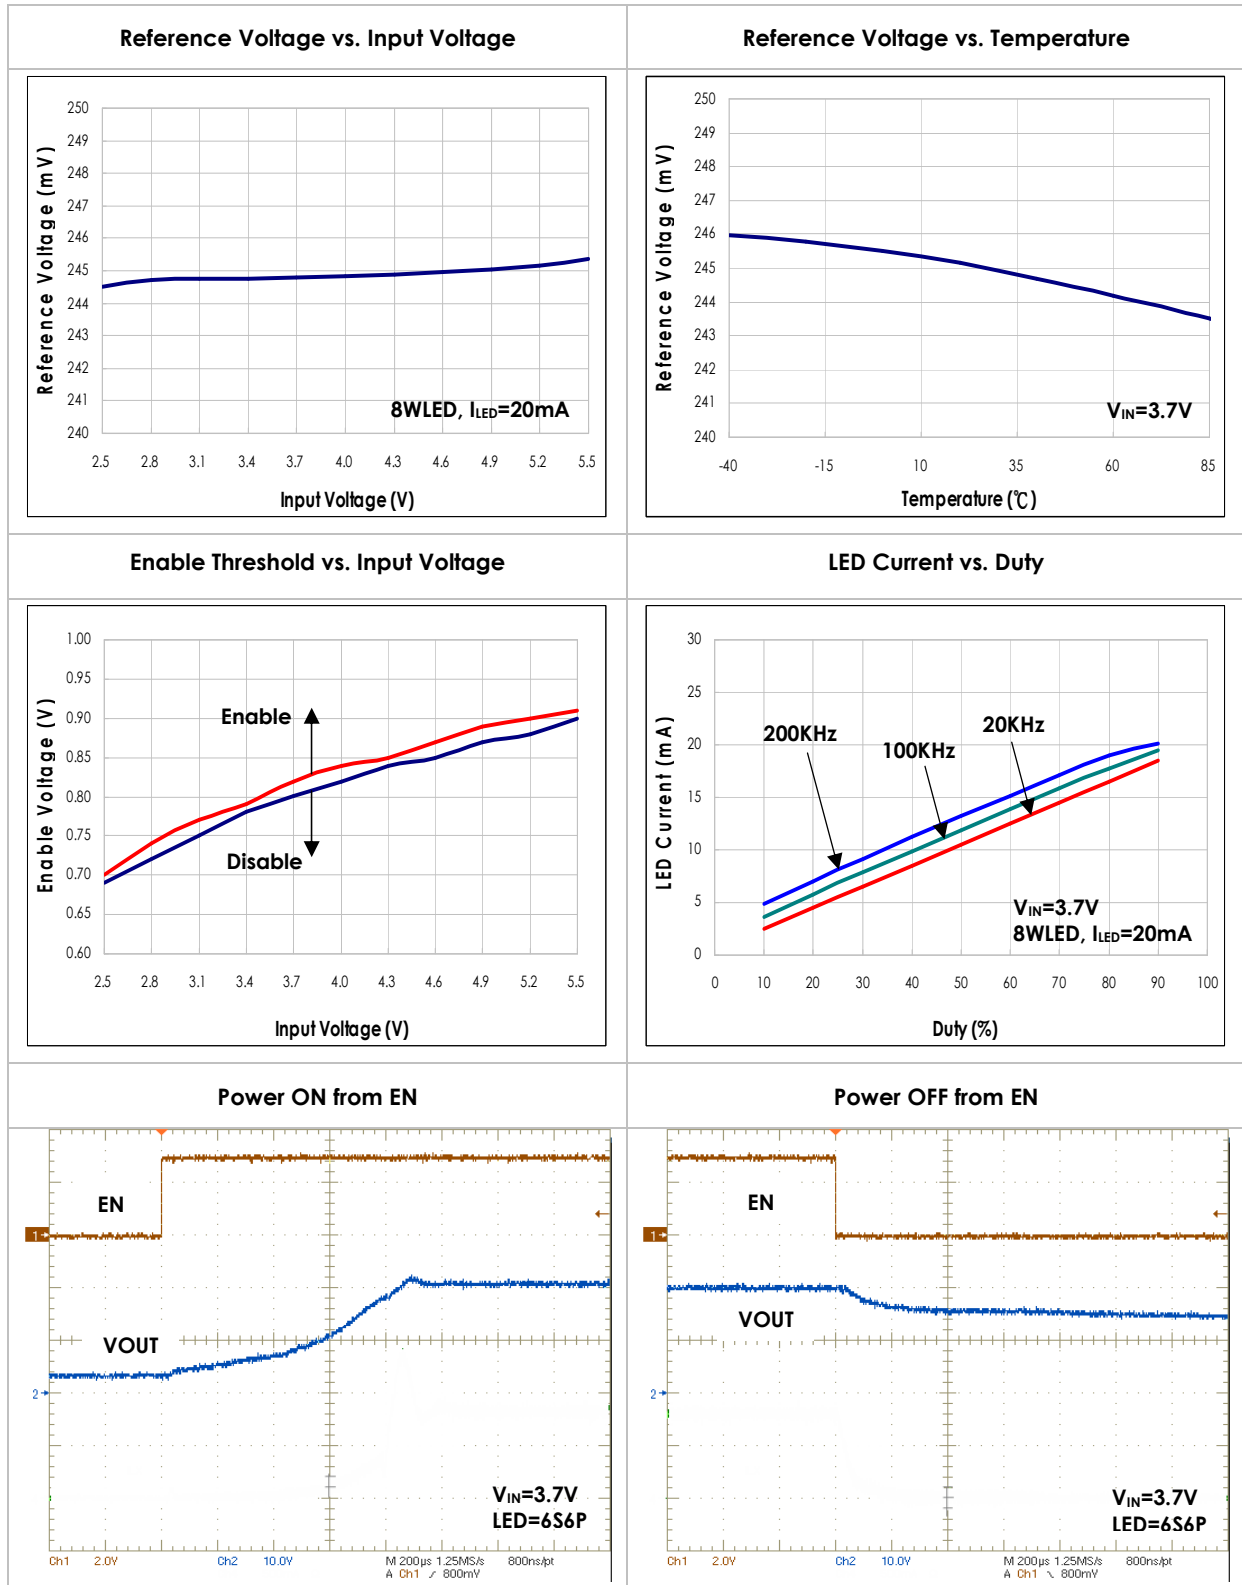 Reference Voltage vs. Input Voltage
Reference Voltage (mV)
250
249
248
247
246
245
244
243
242
241
240
8WLED, ILED=20mA
2.5 2.8 3.1 3.4 3.7 4.0 4.3 4.6 4.9 5.2 5.5
Input Voltage (V)
Reference Voltage vs. Temperature
Reference Voltage (mV)
250
249
248
247
246
245
244
243
242
241
240
VIN=3.7V
-40 -15 10 35 60 85
Temperature (℃)
Enable Threshold vs. Input Voltage
Enable Voltage (V)
1.00
0.95
0.90
0.85
0.80
0.75
0.70
0.65
0.60
Enable
Disable
2.5 2.8 3.1 3.4 3.7 4.0 4.3 4.6 4.9 5.2 5.5
Input Voltage (V)
LED Current vs. Duty
LED Current (mA)
30
25
20
15
10
5
0
200KHz
100KHz
20KHz
VIN=3.7V
8WLED, ILED=20mA
0 10 20 30 40 50 60 70 80 90 100
Duty (%)
Power ON from EN
EN
1
VOUT
2
VIN=3.7V
LED=6S6P
Ch1 2.0V Ch2 10.0V M 200µs 1.25MS/s 800ns/pt
A Ch1 800mV
Power OFF from EN
EN
1
VOUT
2
VIN=3.7V
LED=6S6P
Ch1 2.0V Ch2 10.0V M 200µs 1.25MS/s 800ns/pt
A Ch1 800mV